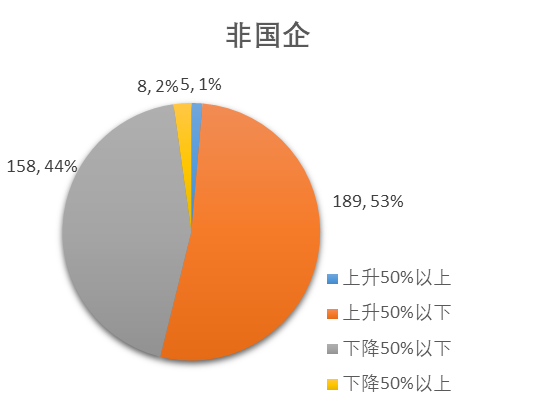 非国企
8, 2%
5, 1%
158, 44%
189, 53%
上升50%以上
上升50%以下
下降50%以下
下降50%以上